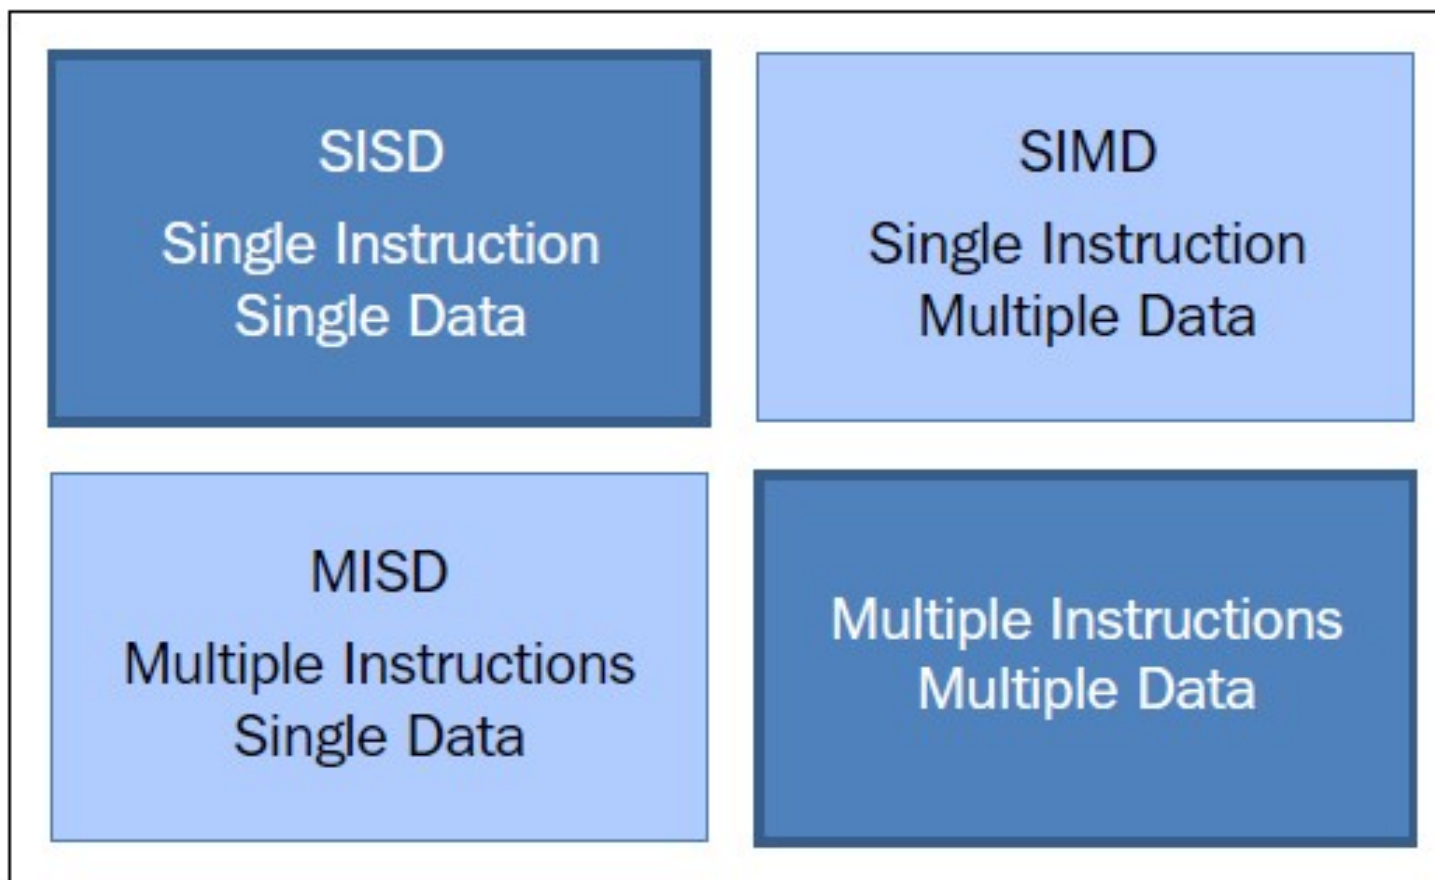 SISD
Single Instruction
Single Data
SIMD
Single Instruction
Multiple Data
MISD
Multiple Instructions
Single Data
Multiple Instructions
Multiple Data